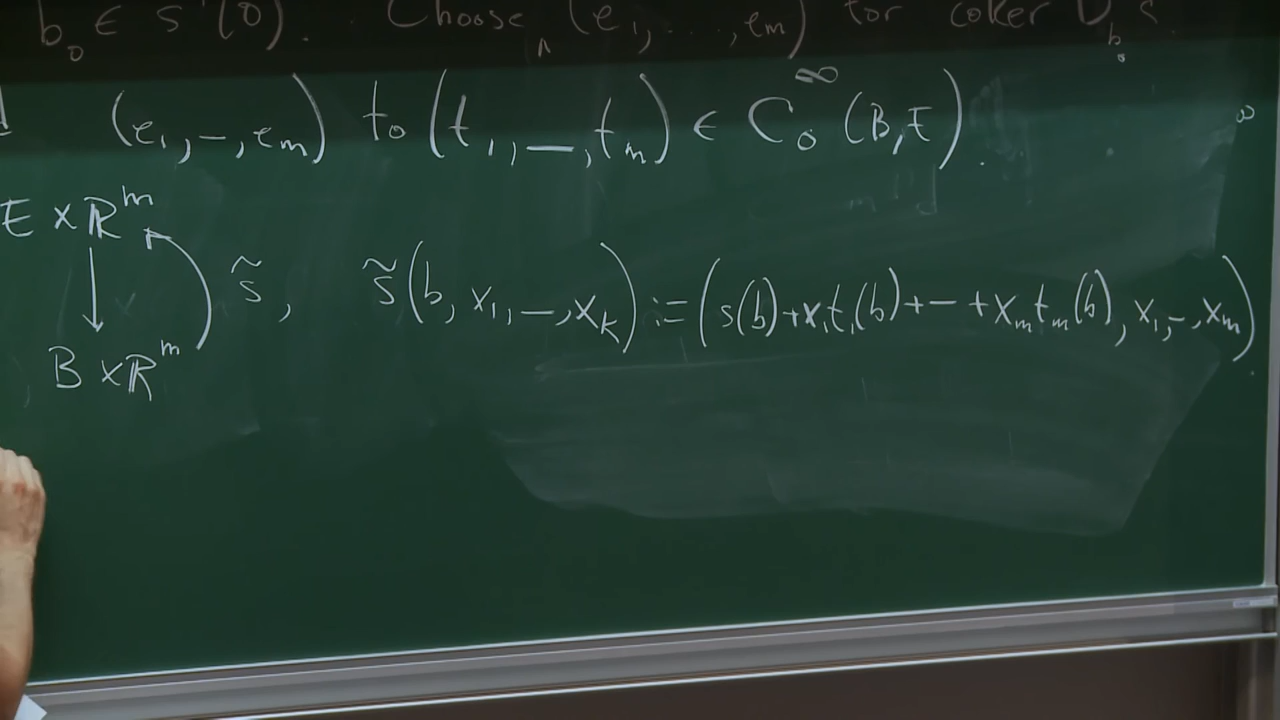 b₀ ∈ s⁻¹(0). Choose ∧ (e₁, ..., eₘ) for coker D_{b₀} s
(e₁, –, eₘ) to (t₁, –, tₘ) ∈ C₀^∞ (B, E).
E × ℝᵐ
s̃, s̃(b, x₁, –, xₖ) := (s(b) + x₁t₁(b) + – + xₘtₘ(b), x₁, –, xₘ)
B × ℝᵐ